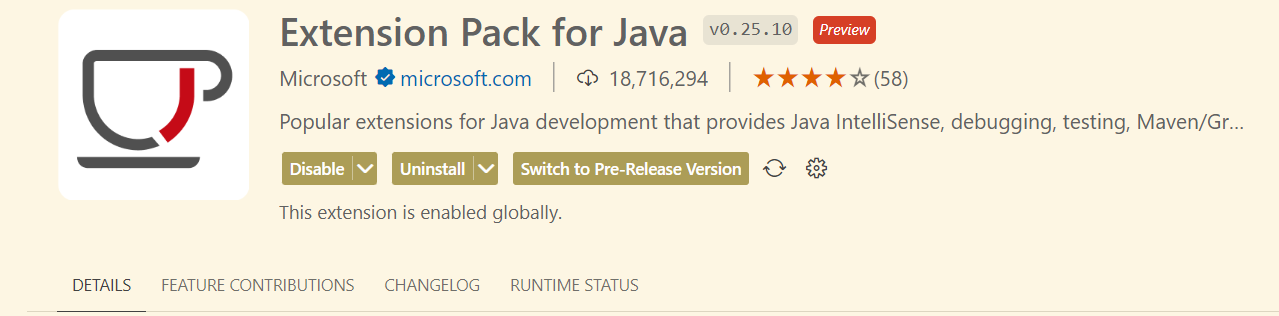 Extension Pack for Java v0.25.10 Preview
Microsoft microsoft.com 18,716,294 (58)
Popular extensions for Java development that provides Java IntelliSense, debugging, testing, Maven/Gr...
Disable Uninstall Switch to Pre-Release Version
This extension is enabled globally.
DETAILS FEATURE CONTRIBUTIONS CHANGELOG RUNTIME STATUS